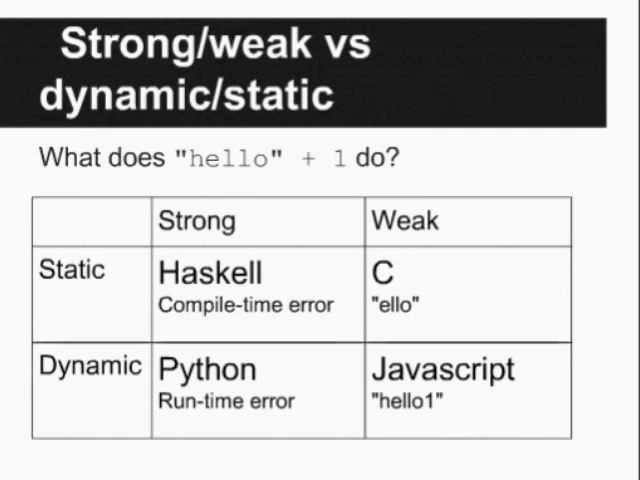 Strong/weak vs
dynamic/static
What does "hello" + 1 do?
Strong Weak
Static Haskell C
Compile-time error "ello"
Dynamic Python Javascript
Run-time error "hello1"